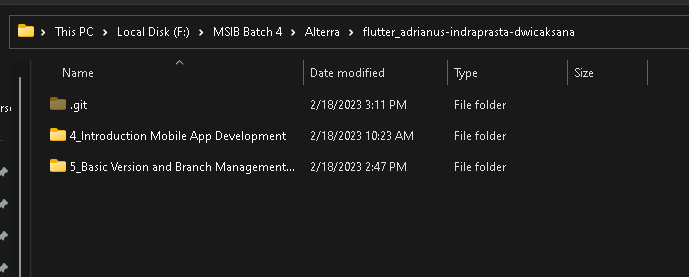 This PC > Local Disk (F:) > MSIB Batch 4 > Alterra > flutter_adrianus-indraprasta-dwicaksana
Name Date modified Type Size
.git 2/18/2023 3:11 PM File folder
4_Introduction Mobile App Development 2/18/2023 10:23 AM File folder
5_Basic Version and Branch Management... 2/18/2023 2:47 PM File folder